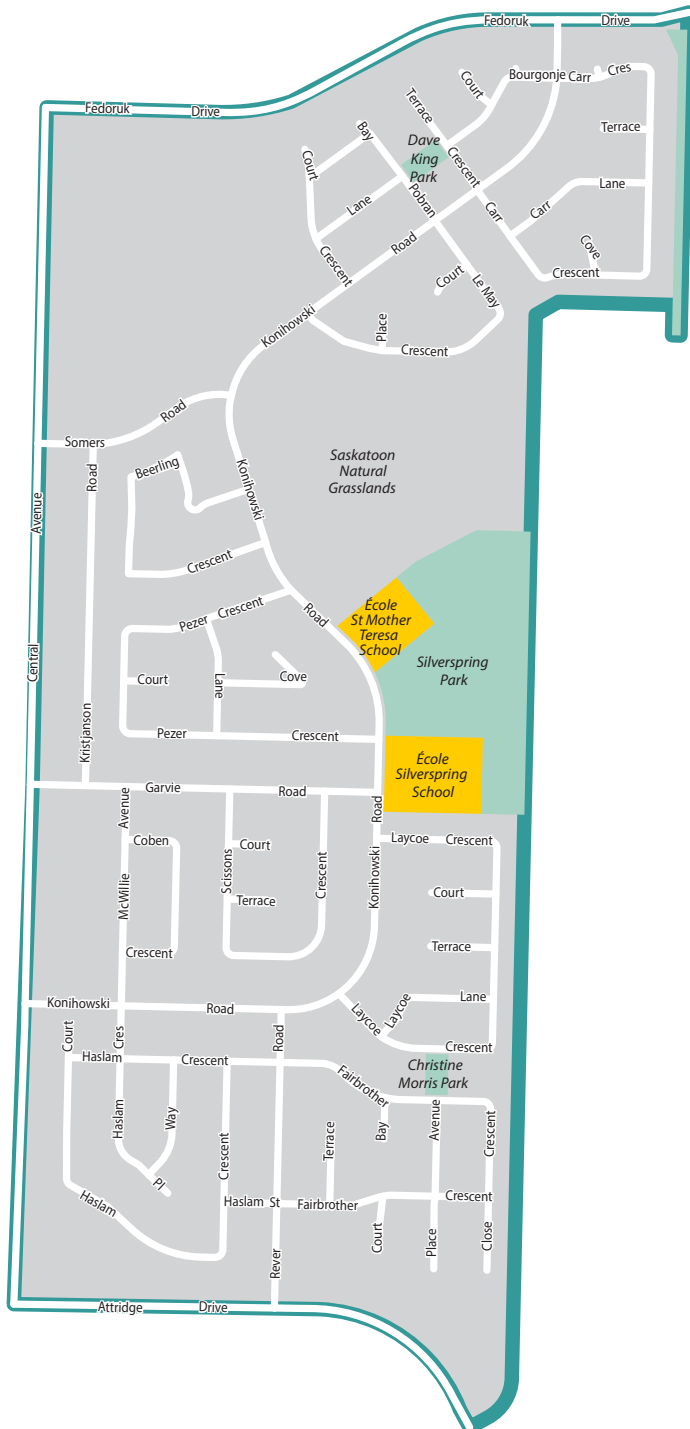 Fedoruk Drive
Fedoruk Drive
Court
Bourgonje
Carr
Cres
Terrace
Bay
Dave
King
Park
Crescent
Terrace
Court
Lane
Pobran
Carr
Carr
Lane
Road
Crescent
Cove
Crescent
Court
Le May
Konihowski
Place
Crescent
Somers Road
Road
Beerling
Konihowski
Saskatoon
Natural
Grasslands
Avenue
Crescent
Pezer Crescent
Road
École
St Mother
Teresa
School
Silverspring
Park
Central
Court
Lane
Cove
Kristjanson
Pezer Crescent
École
Silverspring
School
Garvie Road
Avenue
Road
Coben
Scissons
Court
Crescent
Laycoe Crescent
McWillie
Konihowski
Terrace
Court
Crescent
Terrace
Konihowski Road
Laycoe
Laycoe
Lane
Court
Cres
Road
Haslam Crescent
Crescent
Fairbrother
Christine
Morris Park
Haslam
Way
Crescent
Terrace
Bay
Avenue
Crescent
Pl
Haslam
Haslam St
Fairbrother
Crescent
Court
Place
Close
Rever
Attridge Drive